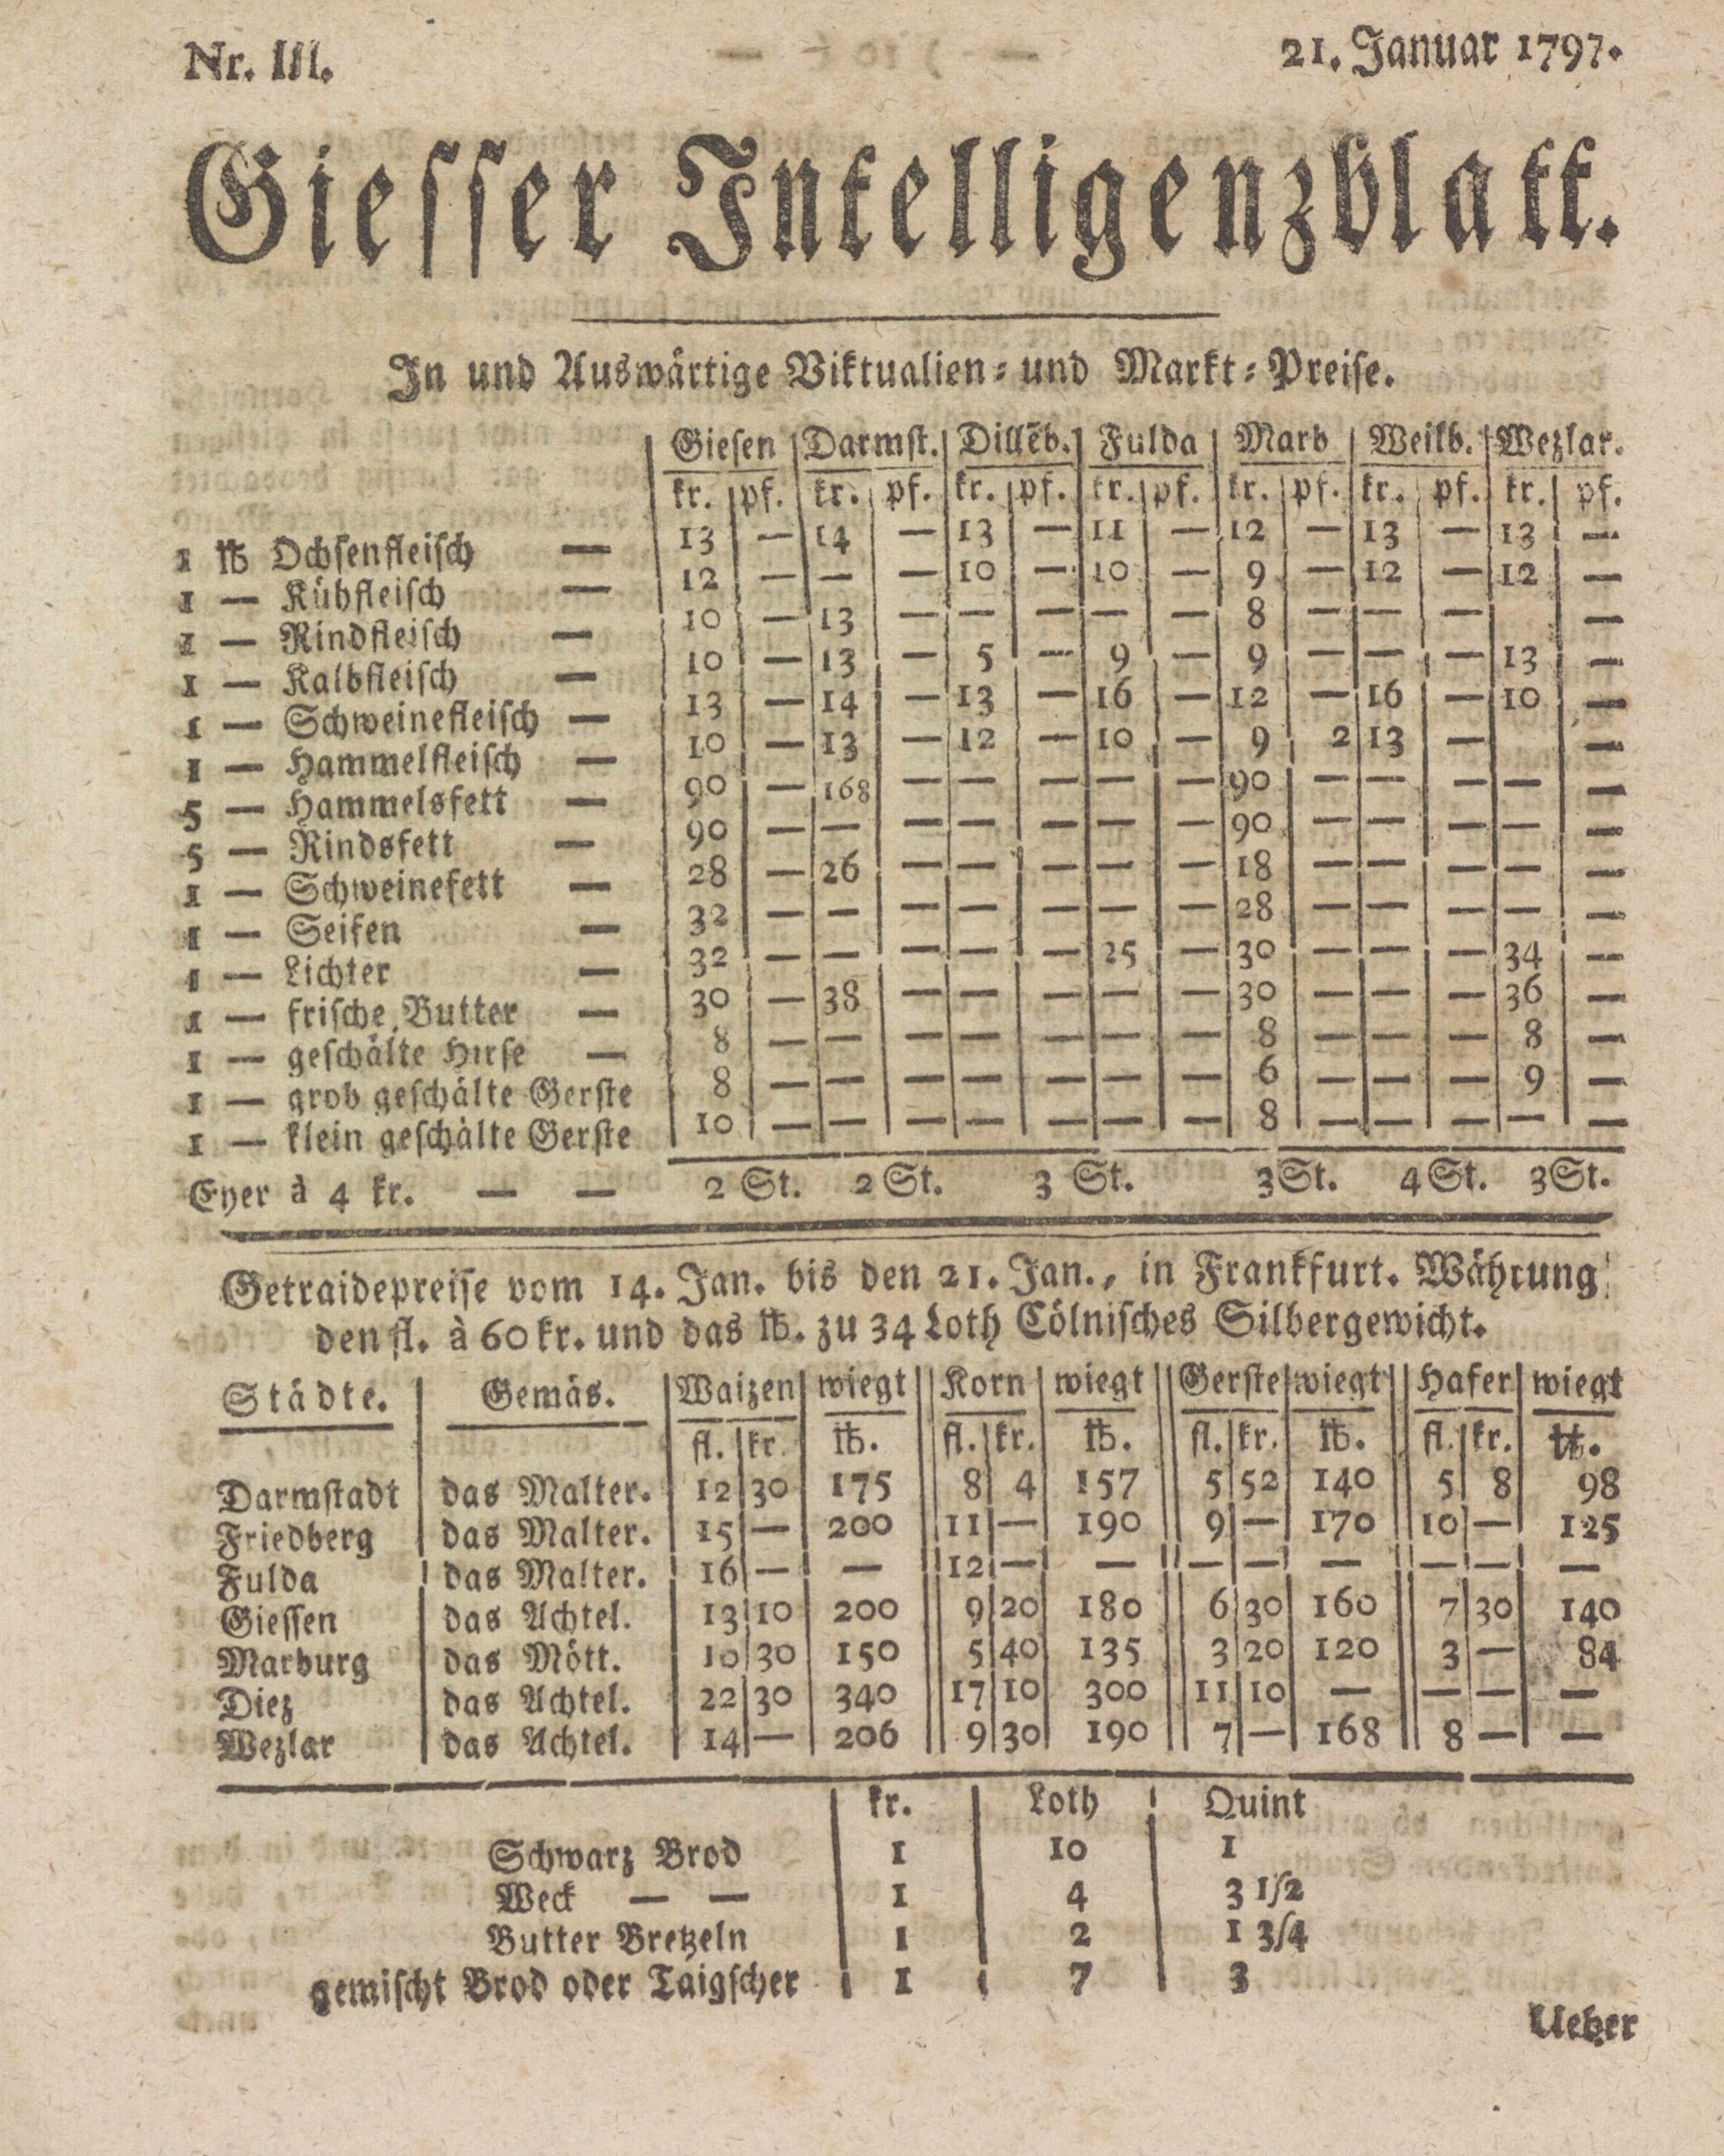 Nr. III. 21. Januar 1797.
Giesser Intelligenzblatt.
In und Auswärtige Viktualien- und Markt-Preise.
Giesen | Darmst. | Dillēb. | Fulda | Marb | Weilb. | Wezlar.
kr. | pf. | kr. | pf. | kr. | pf. | kr. | pf. | kr. | pf. | kr. | pf. | kr. | pf.
1 ℔ Ochsenfleisch — 13 | — | 14 | — | 13 | — | 11 | — | 12 | — | 13 | — | 13 | —
1 — Kühfleisch — 12 | — | — | — | 10 | — | 10 | — | 9 | — | 12 | — | 12 | —
1 — Rindfleisch — 10 | — | 13 | — | — | — | — | — | 8 | — | — | — | | —
1 — Kalbfleisch — 10 | — | 13 | — | 5 | — | 9 | — | 9 | — | — | — | 13 | —
1 — Schweinefleisch — 13 | — | 14 | — | 13 | — | 16 | — | 12 | — | 16 | — | 10 | —
1 — Hammelfleisch — 10 | — | 13 | — | 12 | — | 10 | — | 9 | 2 | 13 | — | | —
5 — Hammelsfett — 90 | — | 168 | — | — | — | — | — | 90 | — | — | — | — | —
5 — Rindsfett — 90 | — | — | — | — | — | — | — | 90 | — | — | — | — | —
1 — Schweinefett — 28 | — | 26 | — | — | — | — | — | 18 | — | — | — | — | —
1 — Seifen — 32 | — | — | — | — | — | — | — | 28 | — | — | — | — | —
1 — Lichter — 32 | — | — | — | — | — | 25 | — | 30 | — | — | — | 34 | —
1 — frische Butter — 30 | — | 38 | — | — | — | — | — | 30 | — | — | — | 36 | —
1 — geschälte Hirse — 8 | — | — | — | — | — | — | — | 8 | — | — | — | 8 | —
1 — grob geschälte Gerste 8 | — | — | — | — | — | — | — | 6 | — | — | — | 9 | —
1 — klein geschälte Gerste 10 | — | — | — | — | — | — | — | 8 | — | — | — | — | —
Eyer à 4 kr. — — 2 St. 2 St. 3 St. 3 St. 4 St. 3 St.
Getraidepreise vom 14. Jan. bis den 21. Jan., in Frankfurt. Währung
den fl. à 60 kr. und das ℔. zu 34 Loth Cölnisches Silbergewicht.
Städte. | Gemäs. | Waizen | wiegt || Korn | wiegt || Gerste | wiegt || Hafer | wiegt
fl. | kr. | ℔. || fl. | kr. | ℔. || fl. | kr. | ℔. || fl. | kr. | ℔.
Darmstadt | das Malter. | 12 | 30 | 175 || 8 | 4 | 157 || 5 | 52 | 140 || 5 | 8 | 98
Friedberg | das Malter. | 15 | — | 200 || 11 | — | 190 || 9 | — | 170 || 10 | — | 125
Fulda | das Malter. | 16 | — | — || 12 | — | — || — | — | — || — | — | —
Giessen | das Achtel. | 13 | 10 | 200 || 9 | 20 | 180 || 6 | 30 | 160 || 7 | 30 | 140
Marburg | das Mött. | 10 | 30 | 150 || 5 | 40 | 135 || 3 | 20 | 120 || 3 | — | 84
Diez | das Achtel. | 22 | 30 | 340 || 17 | 10 | 300 || 11 | 10 | — || — | — | —
Wezlar | das Achtel. | 14 | — | 206 || 9 | 30 | 190 || 7 | — | 168 || 8 | — | —
kr. | Loth | Quint
Schwarz Brod | 1 | 10 | 1
Weck — — | 1 | 4 | 3 1/2
Butter Bretzeln | 1 | 2 | 1 3/4
gemischt Brod oder Taigscher | 1 | 7 | 3
Ueber